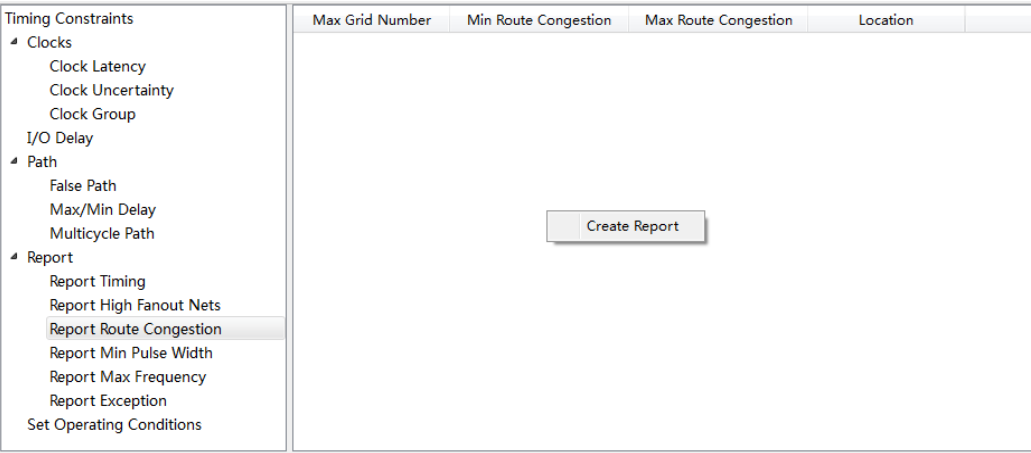 Timing Constraints
Clocks
Clock Latency
Clock Uncertainty
Clock Group
I/O Delay
Path
False Path
Max/Min Delay
Multicycle Path
Report
Report Timing
Report High Fanout Nets
Report Route Congestion
Report Min Pulse Width
Report Max Frequency
Report Exception
Set Operating Conditions
Max Grid Number Min Route Congestion Max Route Congestion Location
Create Report